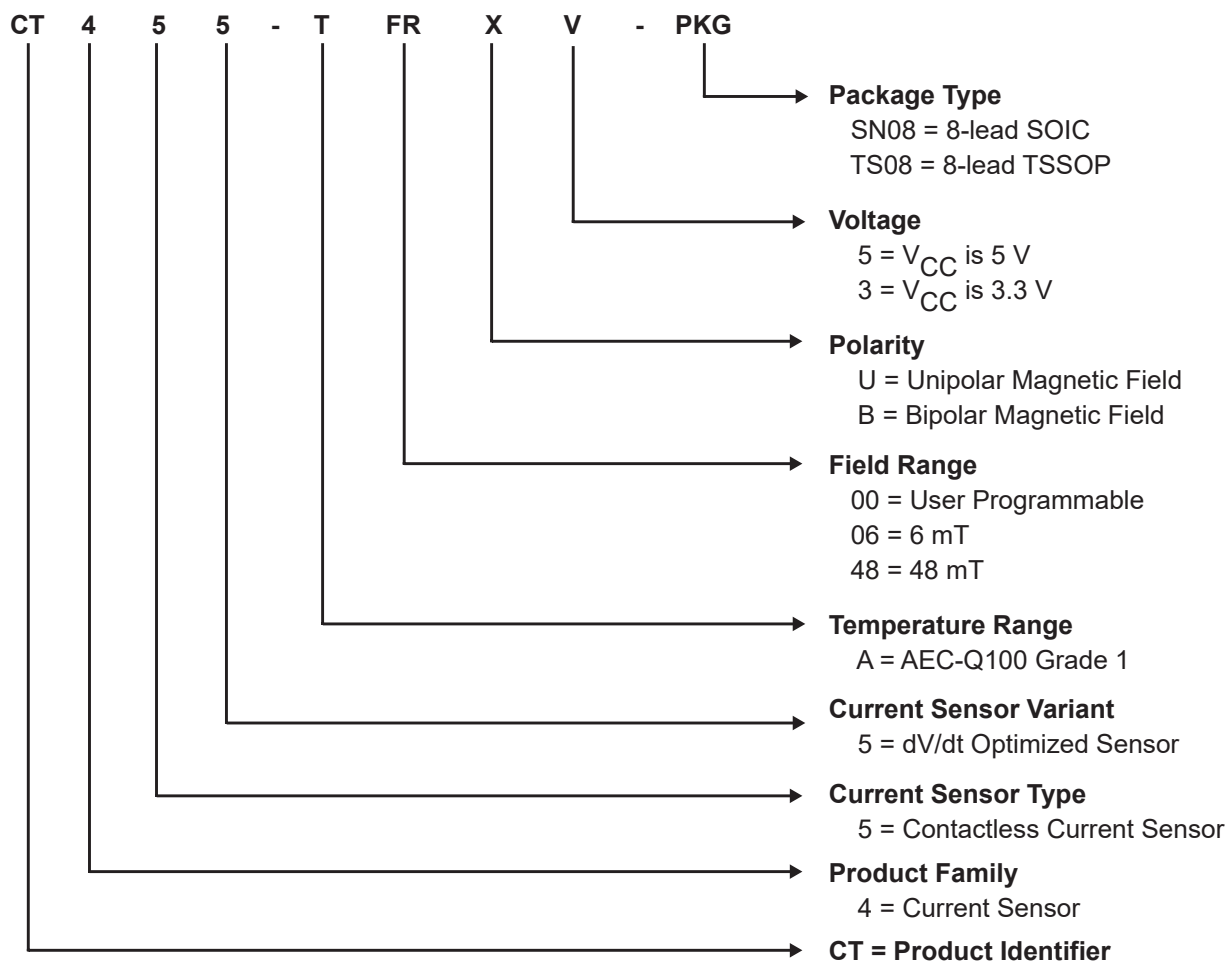 CT 4 5 5 - T FR X V - PKG
Package Type
SN08 = 8-lead SOIC
TS08 = 8-lead TSSOP
Voltage
5 = VCC is 5 V
3 = VCC is 3.3 V
Polarity
U = Unipolar Magnetic Field
B = Bipolar Magnetic Field
Field Range
00 = User Programmable
06 = 6 mT
48 = 48 mT
Temperature Range
A = AEC-Q100 Grade 1
Current Sensor Variant
5 = dV/dt Optimized Sensor
Current Sensor Type
5 = Contactless Current Sensor
Product Family
4 = Current Sensor
CT = Product Identifier